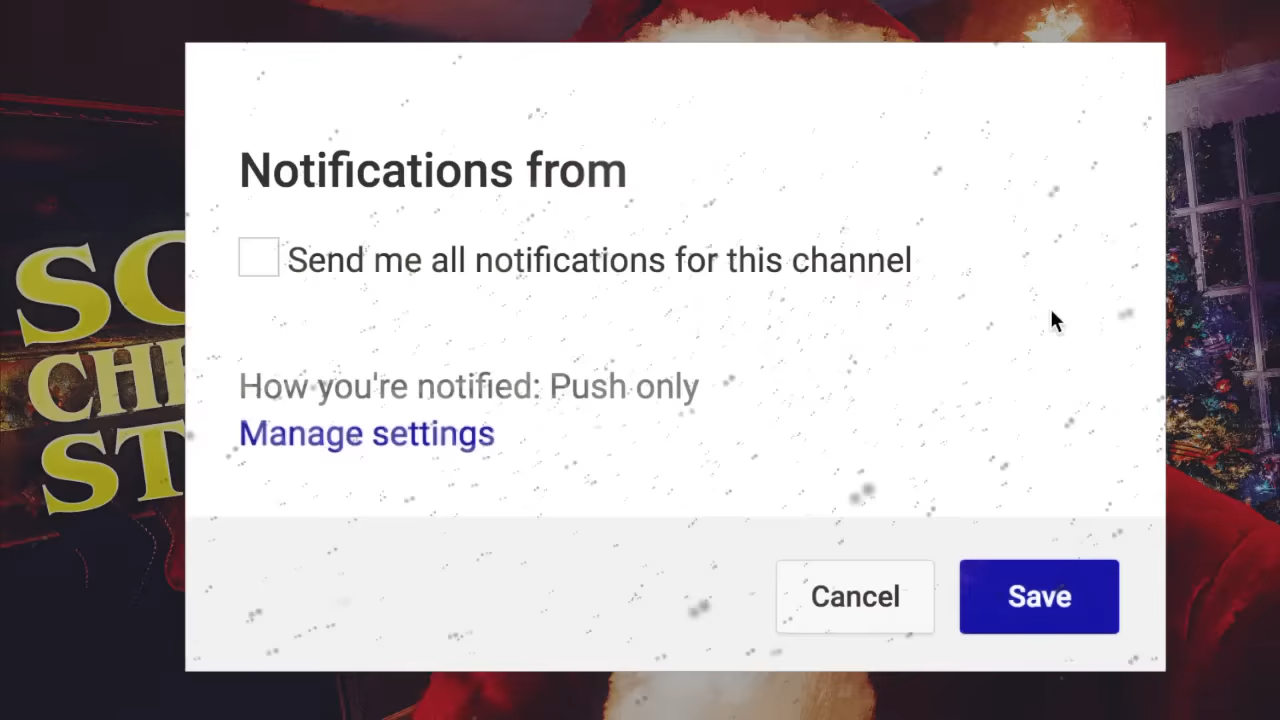 Notifications from
Send me all notifications for this channel
How you're notified: Push only
Manage settings
Cancel
Save